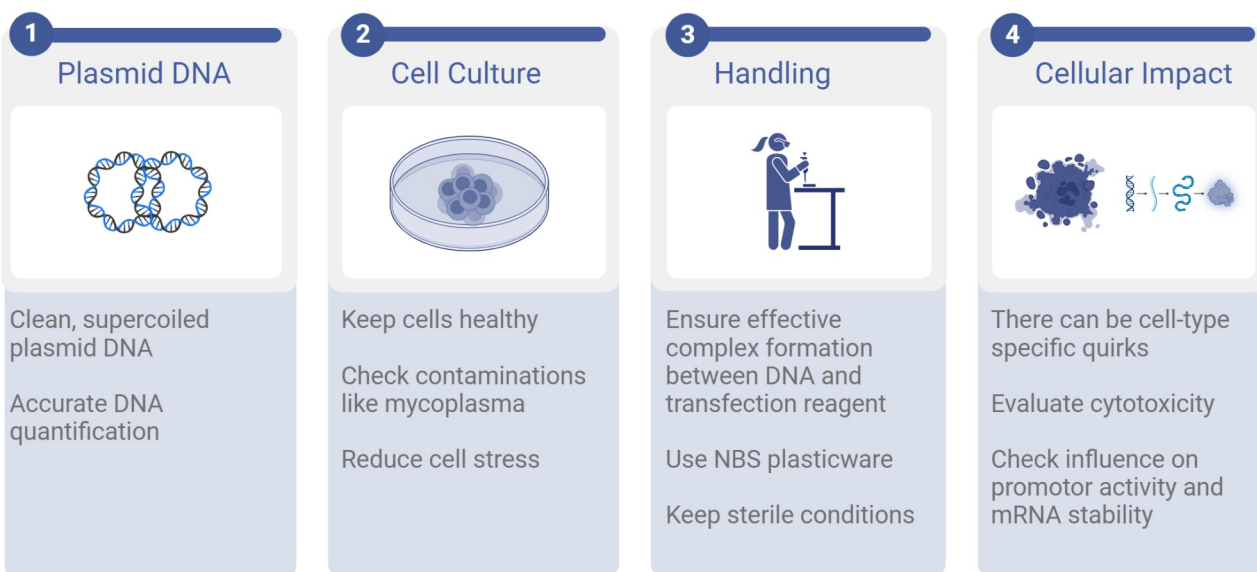 1
Plasmid DNA
Clean, supercoiled
plasmid DNA
Accurate DNA
quantification
2
Cell Culture
Keep cells healthy
Check contaminations
like mycoplasma
Reduce cell stress
3
Handling
Ensure effective
complex formation
between DNA and
transfection reagent
Use NBS plasticware
Keep sterile conditions
4
Cellular Impact
There can be cell-type
specific quirks
Evaluate cytotoxicity
Check influence on
promotor activity and
mRNA stability